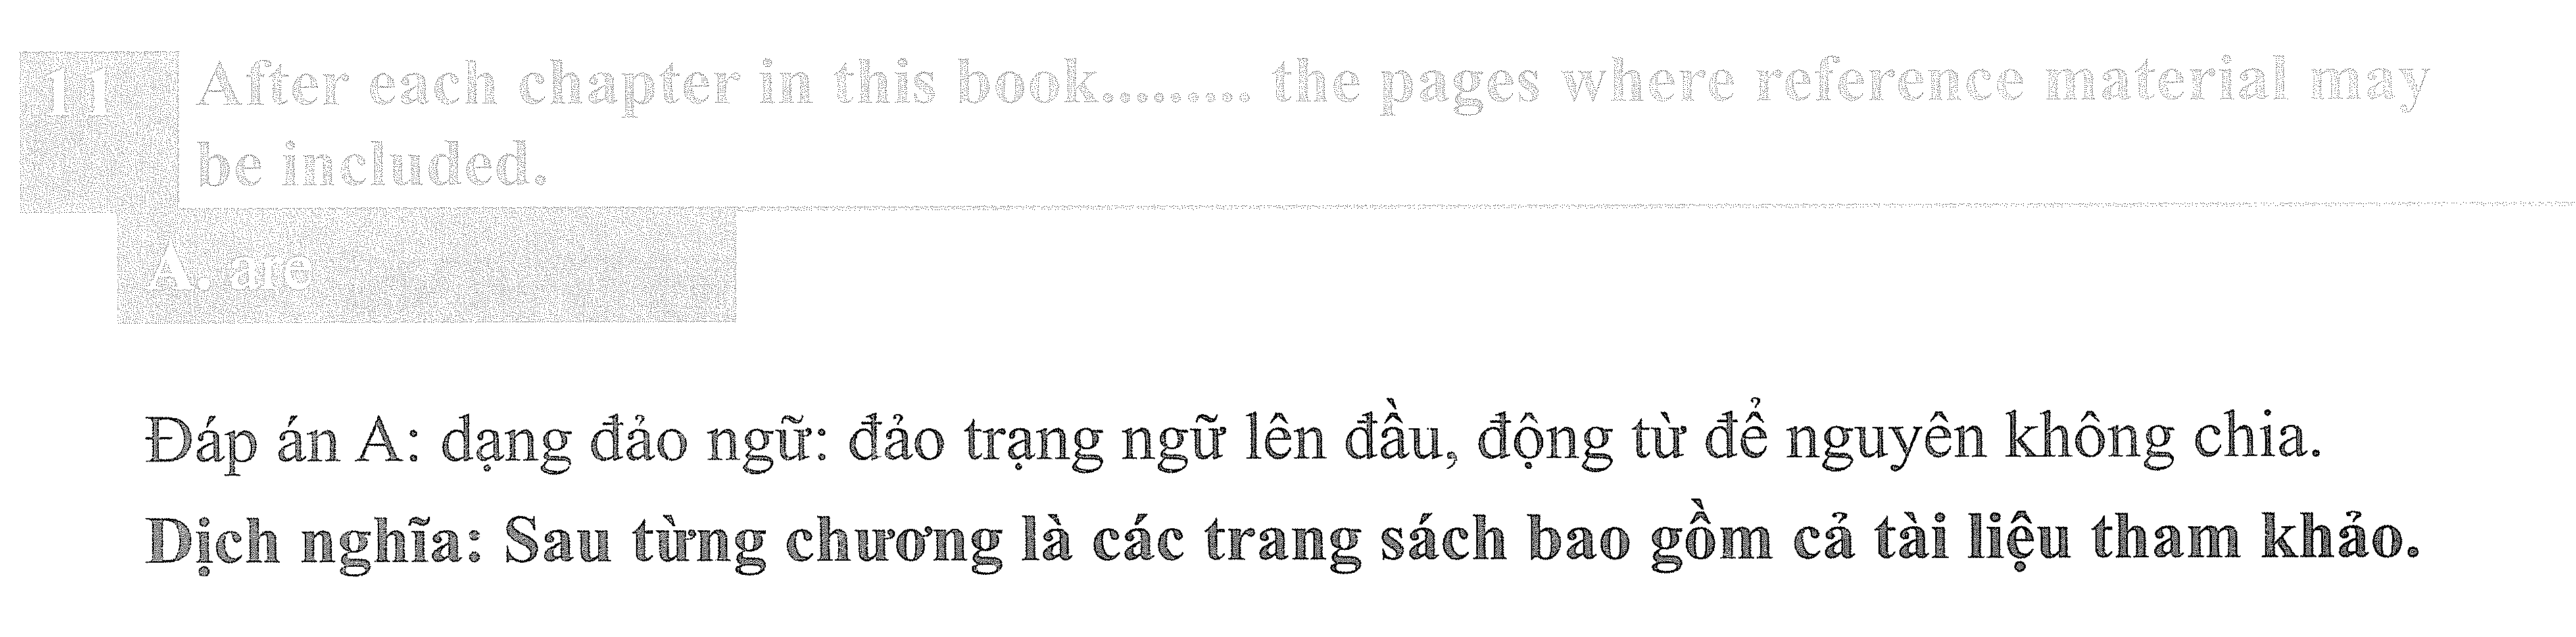 11 After each chapter in this book......... the pages where reference material may
be included.
A. are
Đáp án A: dạng đảo ngữ: đảo trạng ngữ lên đầu, động từ để nguyên không chia.
Dịch nghĩa: Sau từng chương là các trang sách bao gồm cả tài liệu tham khảo.